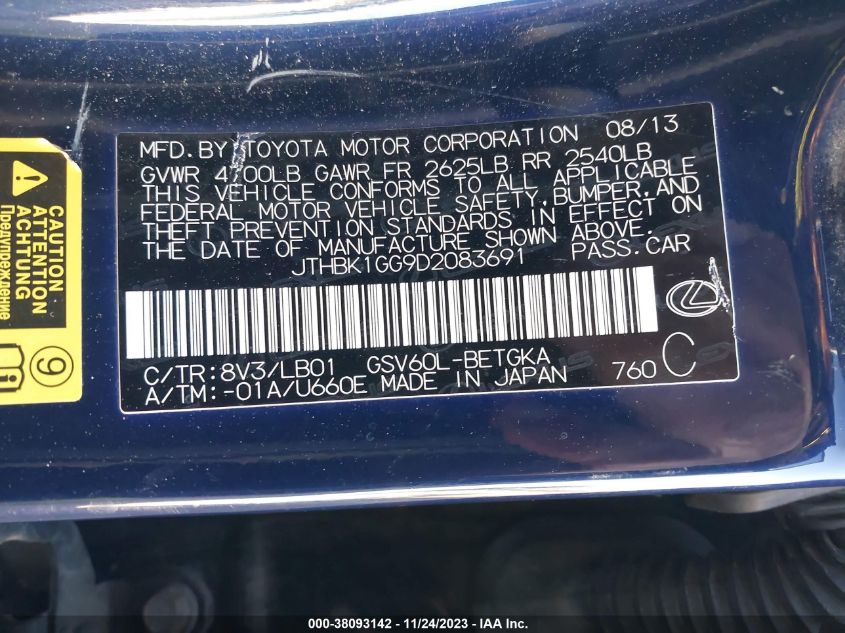 MFD.BY TOYOTA MOTOR CORPORATION 08/13
GVWR 4700LB GAWR FR 2625LB RR 2540LB
THIS VEHICLE CONFORMS TO ALL APPLICABLE
FEDERAL MOTOR VEHICLE SAFETY,BUMPER,AND
THEFT PREVENTION STANDARDS IN EFFECT ON
THE DATE OF MANUFACTURE SHOWN ABOVE.
JTHBK1GG9D2083691 PASS.CAR
C/TR:8V3/LB01 GSV60L-BETGKA
A/TM:-01A/U660E MADE IN JAPAN 760 C
CAUTION
ATTENTION
ACHTUNG
Предупреждение
9
000-38093142 - 11/24/2023 - IAA Inc.